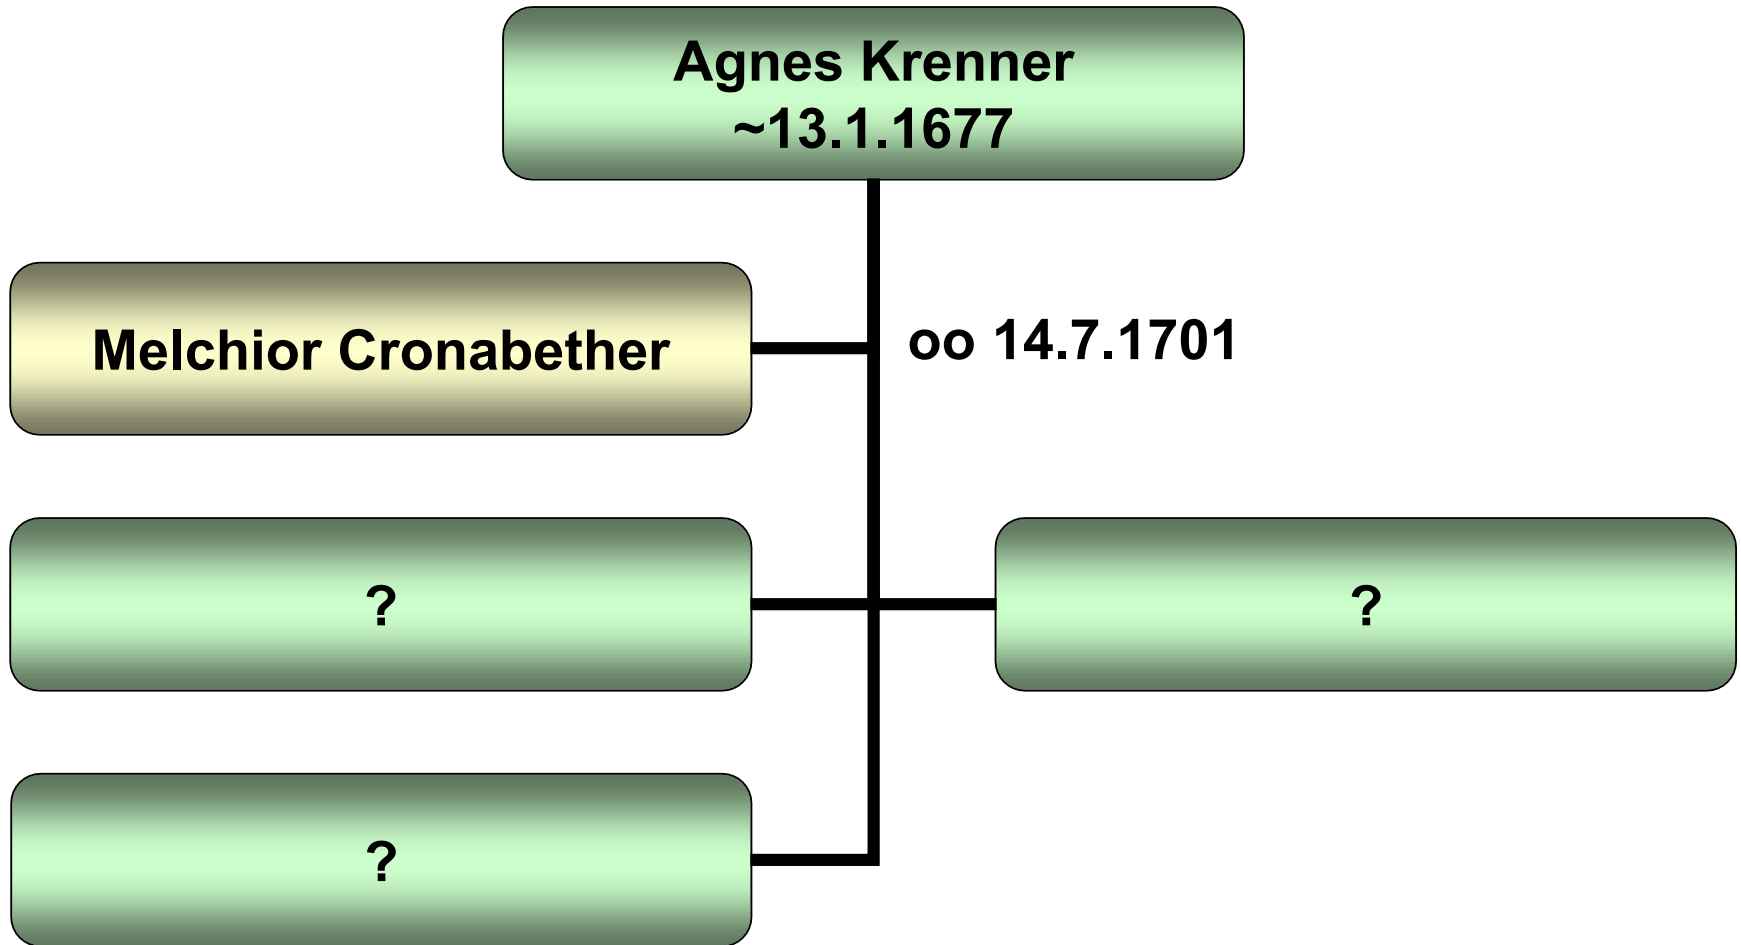 Agnes Krenner
~13.1.1677
Melchior Cronabether
oo 14.7.1701
?
?
?